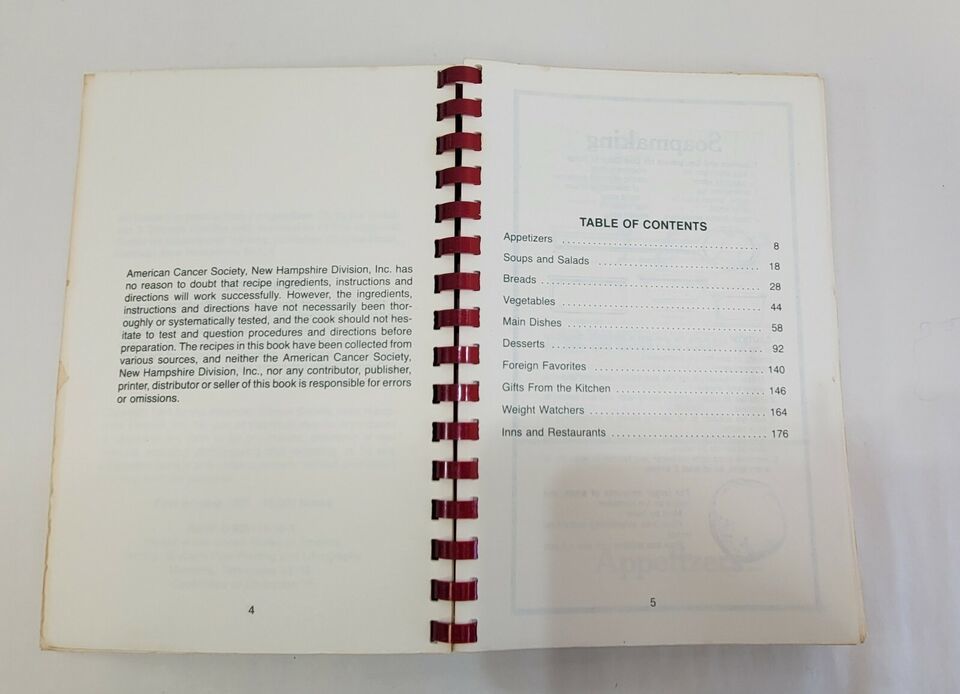 American Cancer Society, New Hampshire Division, Inc. has
no reason to doubt that recipe ingredients, instructions and
directions will work successfully. However, the ingredients,
instructions and directions have not necessarily been thor-
oughly or systematically tested, and the cook should not hes-
itate to test and question procedures and directions before
preparation. The recipes in this book have been collected from
various sources, and neither the American Cancer Society,
New Hampshire Division, Inc., nor any contributor, publisher,
printer, distributor or seller of this book is responsible for errors
or omissions.
4
Soapmaking
TABLE OF CONTENTS
Appetizers ........................................ 8
Soups and Salads ........................................ 18
Breads ........................................ 28
Vegetables ........................................ 44
Main Dishes ........................................ 58
Desserts ........................................ 92
Foreign Favorites ........................................ 140
Gifts From the Kitchen ........................................ 146
Weight Watchers ........................................ 164
Inns and Restaurants ........................................ 176
Appetizers
5